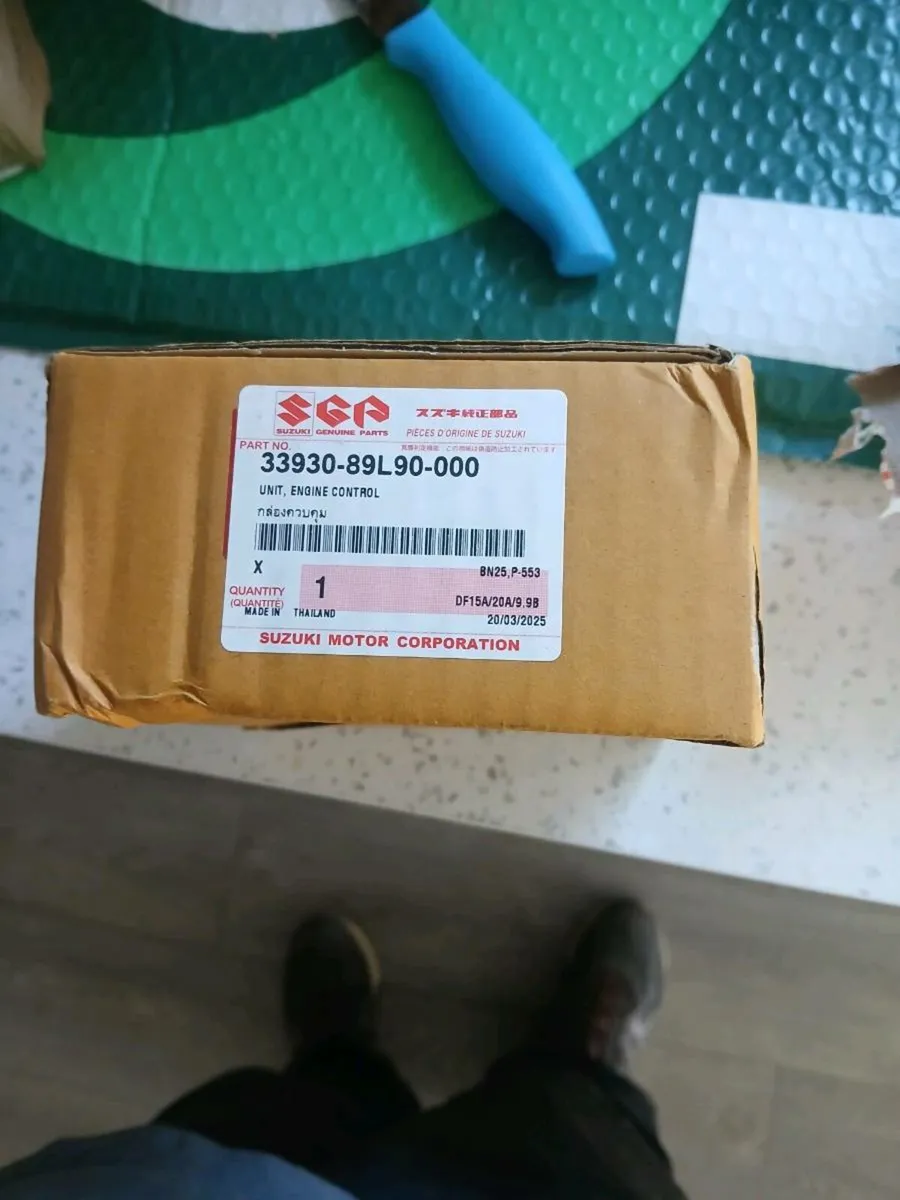 SGP スズキ純正部品
SUZUKI GENUINE PARTS PIÈCES D'ORIGINE DE SUZUKI
PART NO.
33930-89L90-000
UNIT, ENGINE CONTROL
กล่องควบคุม
X BN25,P-553
QUANTITY 1
(QUANTITÉ) DF15A/20A/9.9B
MADE IN THAILAND 20/03/2025
SUZUKI MOTOR CORPORATION